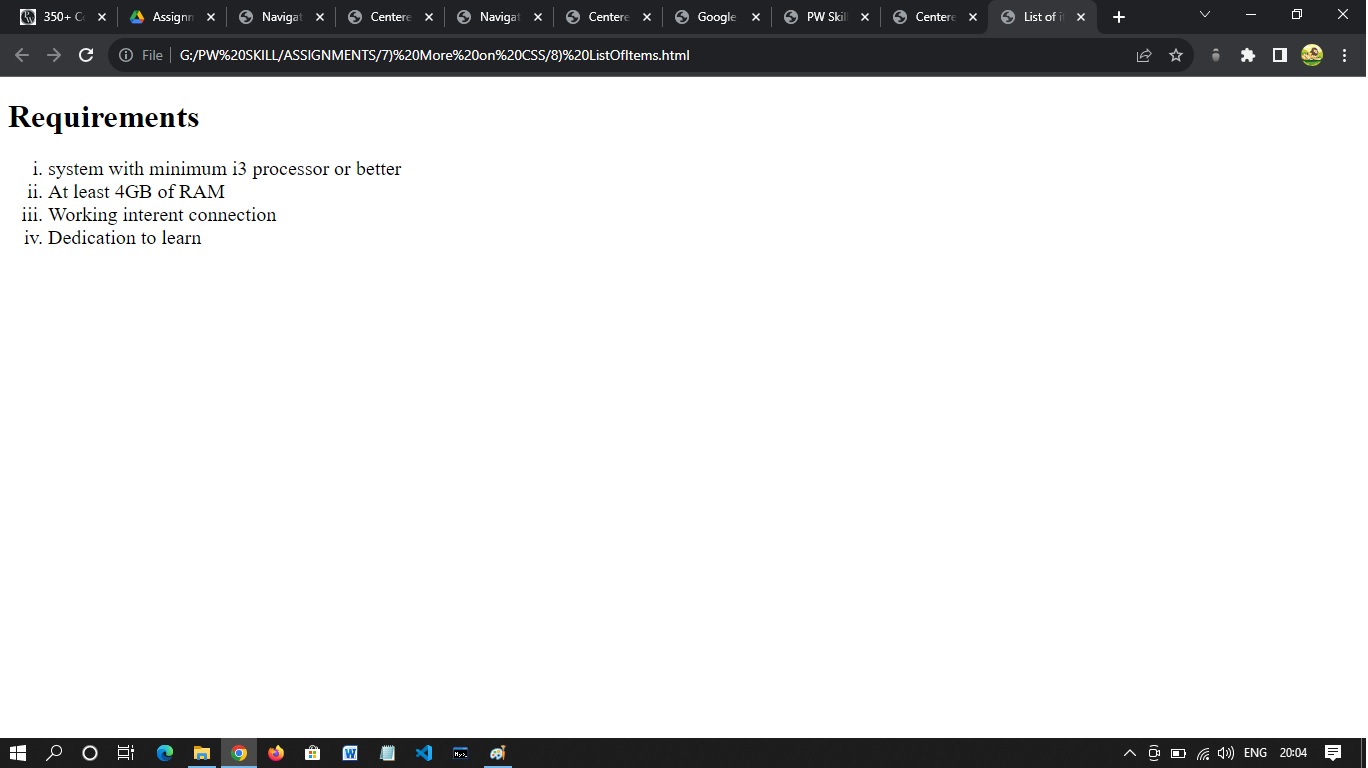 350+ C
Assignn
Navigat
Centere
Navigat
Centere
Google
PW Skil
Centere
List of i
File
G:/PW%20SKILL/ASSIGNMENTS/7)%20More%20on%20CSS/8)%20ListOfItems.html
Requirements
i. system with minimum i3 processor or better
ii. At least 4GB of RAM
iii. Working interent connection
iv. Dedication to learn
ENG
20:04